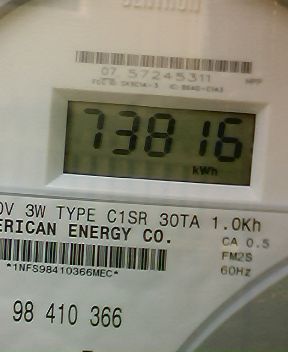 CENTRON
07 57245311
73816
kWh
0V 3W TYPE C1SR 30TA 1.0Kh
ERICAN ENERGY CO.
CA 0.5
*1NFS98410366MEC*
FM2S
60Hz
98 410 366